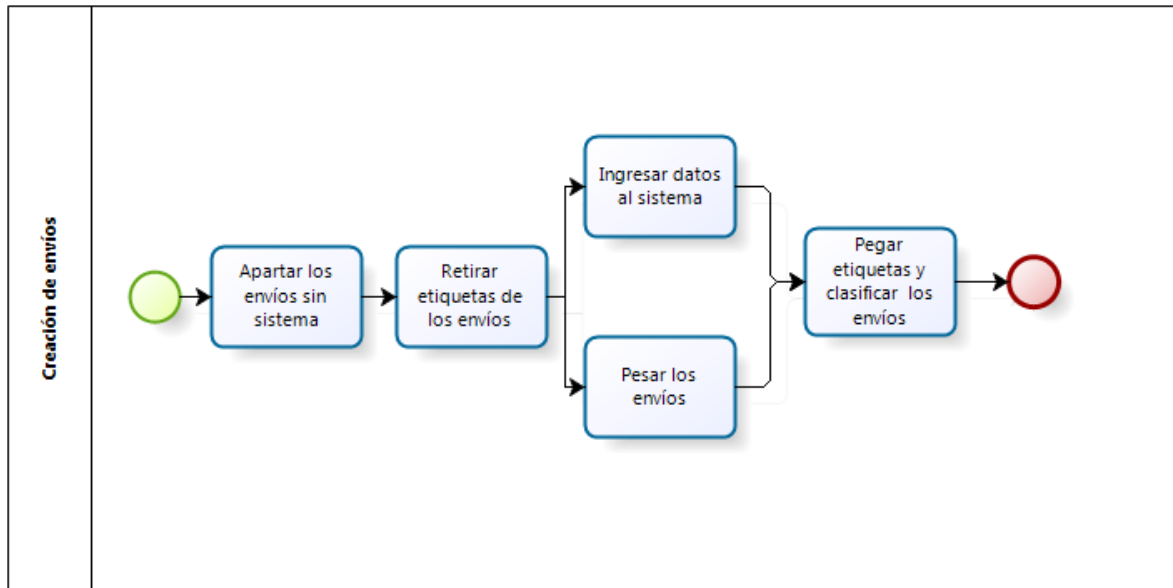 Creación de envíos
Apartar los
envíos sin
sistema
Retirar
etiquetas de
los envíos
Ingresar datos
al sistema
Pesar los
envíos
Pegar
etiquetas y
clasificar los
envíos